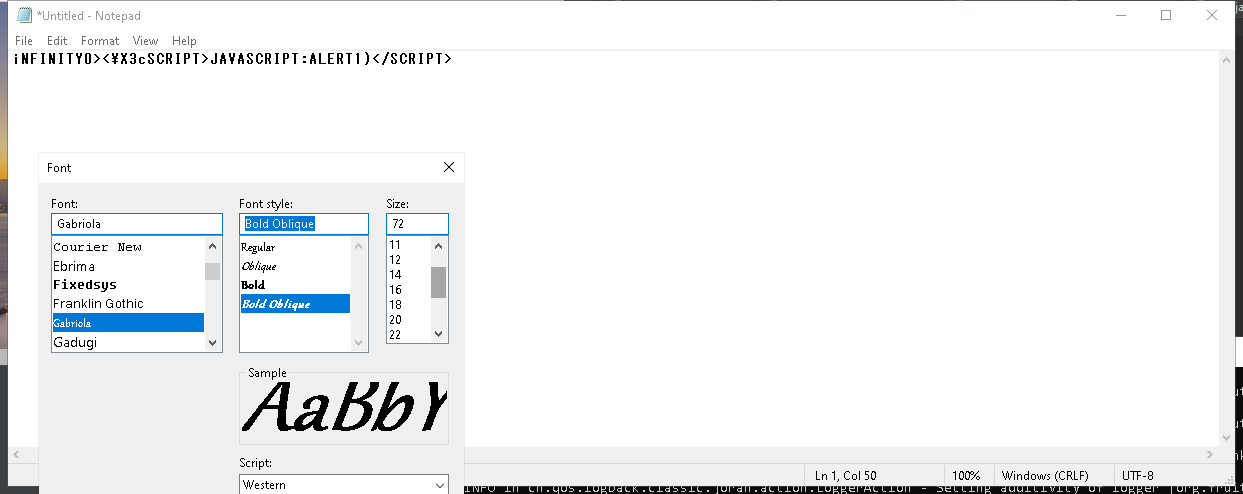 *Untitled - Notepad
File Edit Format View Help
iNFINITYO><¥X3cSCRIPT>JAVASCRIPT:ALERT1)</SCRIPT>
Font
Font: Font style: Size:
Gabriola Bold Oblique 72
Courier New Regular 11
Ebrima Oblique 12
Fixedsys Bold 14
Franklin Gothic Bold Oblique 16
Gabriola 18
Gadugi 20
22
Sample
AaBbY
Script:
Western
Ln 1, Col 50 100% Windows (CRLF) UTF-8
INFO in ch.qos.logback.classic.joran.action.LoggerAction - Setting additivity of logger